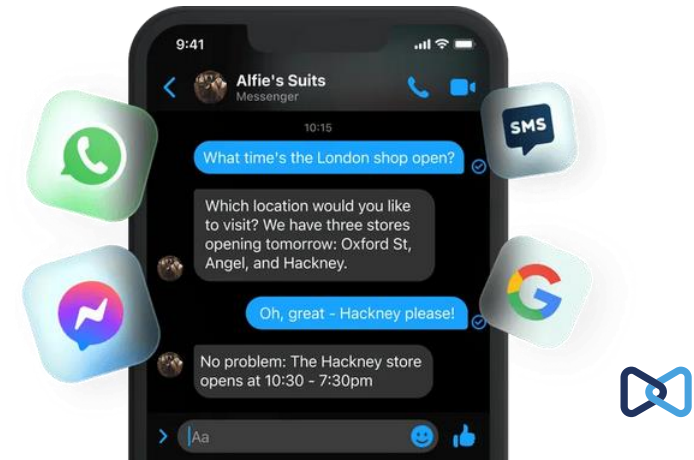 9:41
Alfie's Suits
Messenger
10:15
What time's the London shop open?
SMS
Which location would you like
to visit? We have three stores
opening tomorrow: Oxford St,
Angel, and Hackney.
Oh, great - Hackney please!
No problem: The Hackney store
opens at 10:30 - 7:30pm
Aa